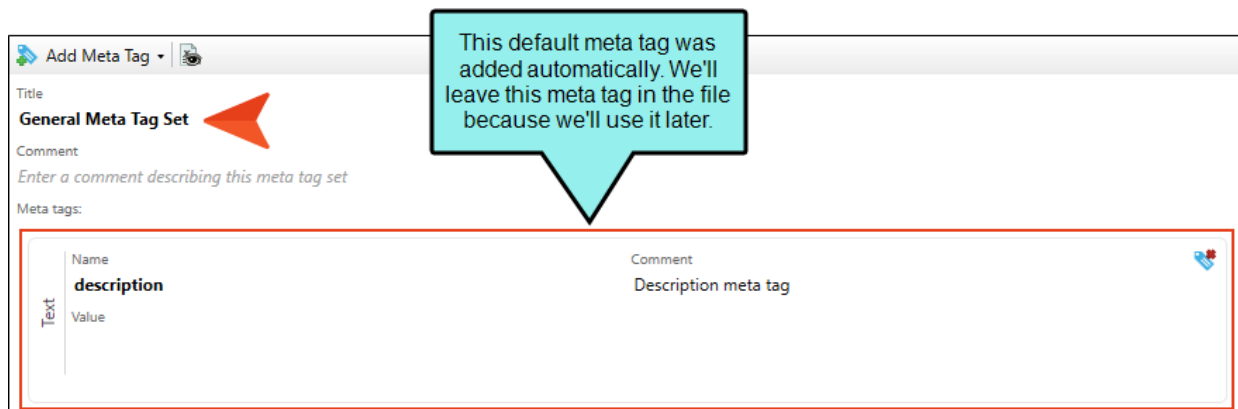 This default meta tag was
added automatically. We'll
leave this meta tag in the file
because we'll use it later.
Add Meta Tag
Title
General Meta Tag Set
Comment
Enter a comment describing this meta tag set
Meta tags:
Text
Name
description
Comment
Description meta tag
Value